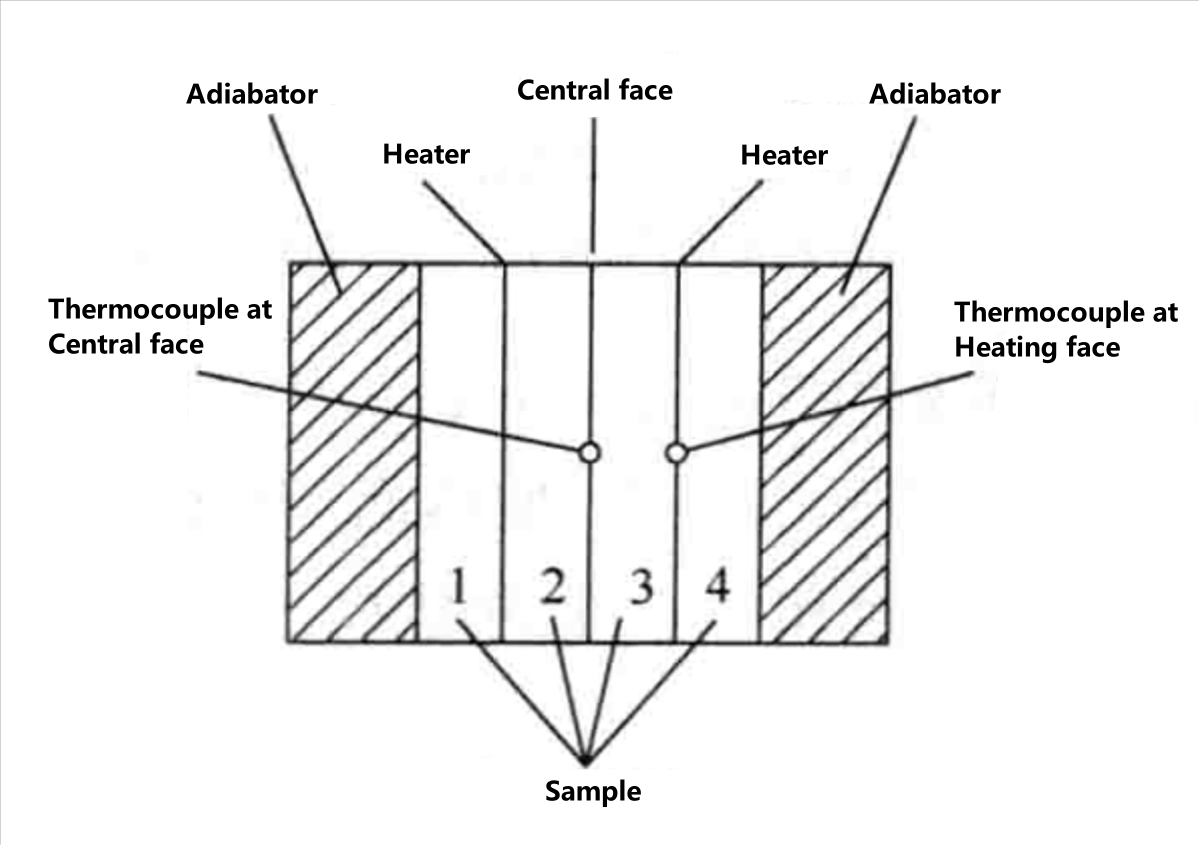 Adiabator
Central face
Adiabator
Heater
Heater
Thermocouple at
Central face
Thermocouple at
Heating face
1 2 3 4
Sample